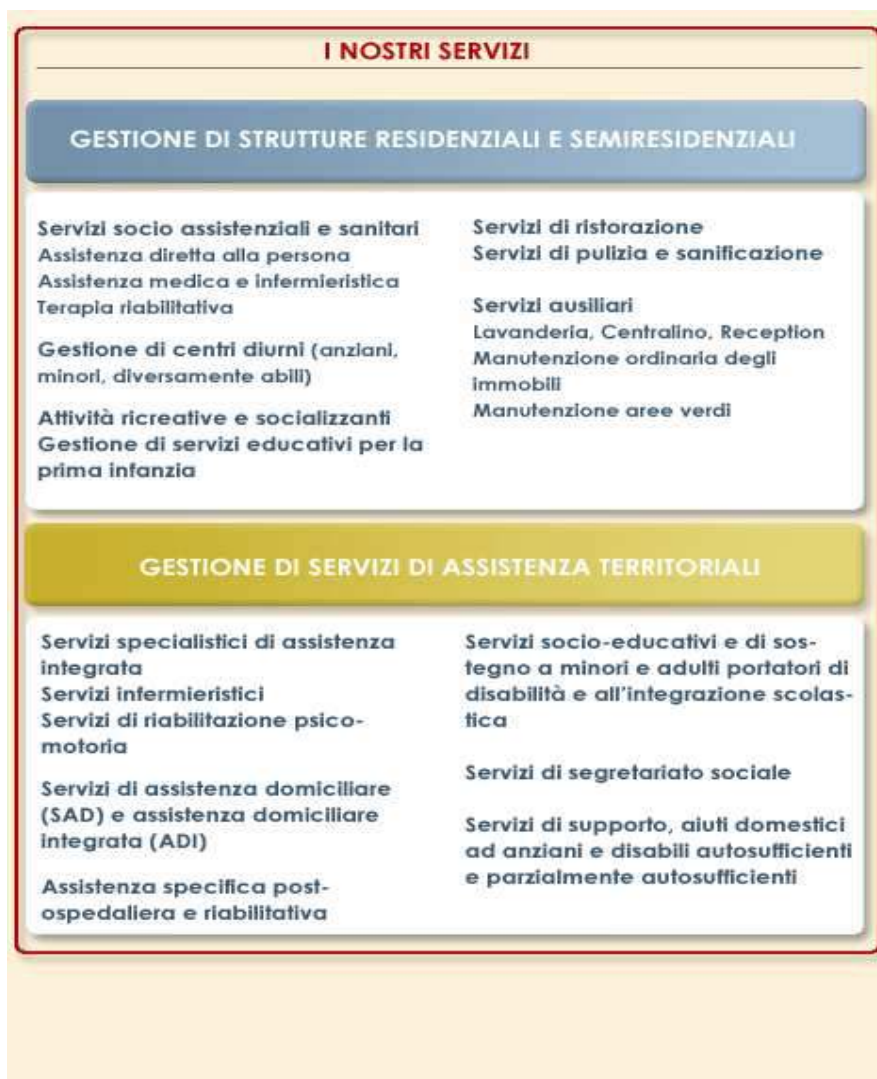 I NOSTRI SERVIZI
GESTIONE DI STRUTTURE RESIDENZIALI E SEMIRESIDENZIALI
Servizi socio assistenziali e sanitari
Assistenza diretta alla persona
Assistenza medica e infermieristica
Terapia riabilitativa
Gestione di centri diurni (anziani,
minori, diversamente abili)
Attività ricreative e socializzanti
Gestione di servizi educativi per la
prima infanzia
Servizi di ristorazione
Servizi di pulizia e sanificazione
Servizi ausiliari
Lavanderia, Centralino, Reception
Manutenzione ordinaria degli
immobili
Manutenzione aree verdi
GESTIONE DI SERVIZI DI ASSISTENZA TERRITORIALI
Servizi specialistici di assistenza
integrata
Servizi infermieristici
Servizi di riabilitazione psico-
motoria
Servizi di assistenza domiciliare
(SAD) e assistenza domiciliare
integrata (ADI)
Assistenza specifica post-
ospedaliera e riabilitativa
Servizi socio-educativi e di sos-
tegno a minori e adulti portatori di
disabilità e all'integrazione scolas-
tica
Servizi di segretariato sociale
Servizi di supporto, aiuti domestici
ad anziani e disabili autosufficienti
e parzialmente autosufficienti